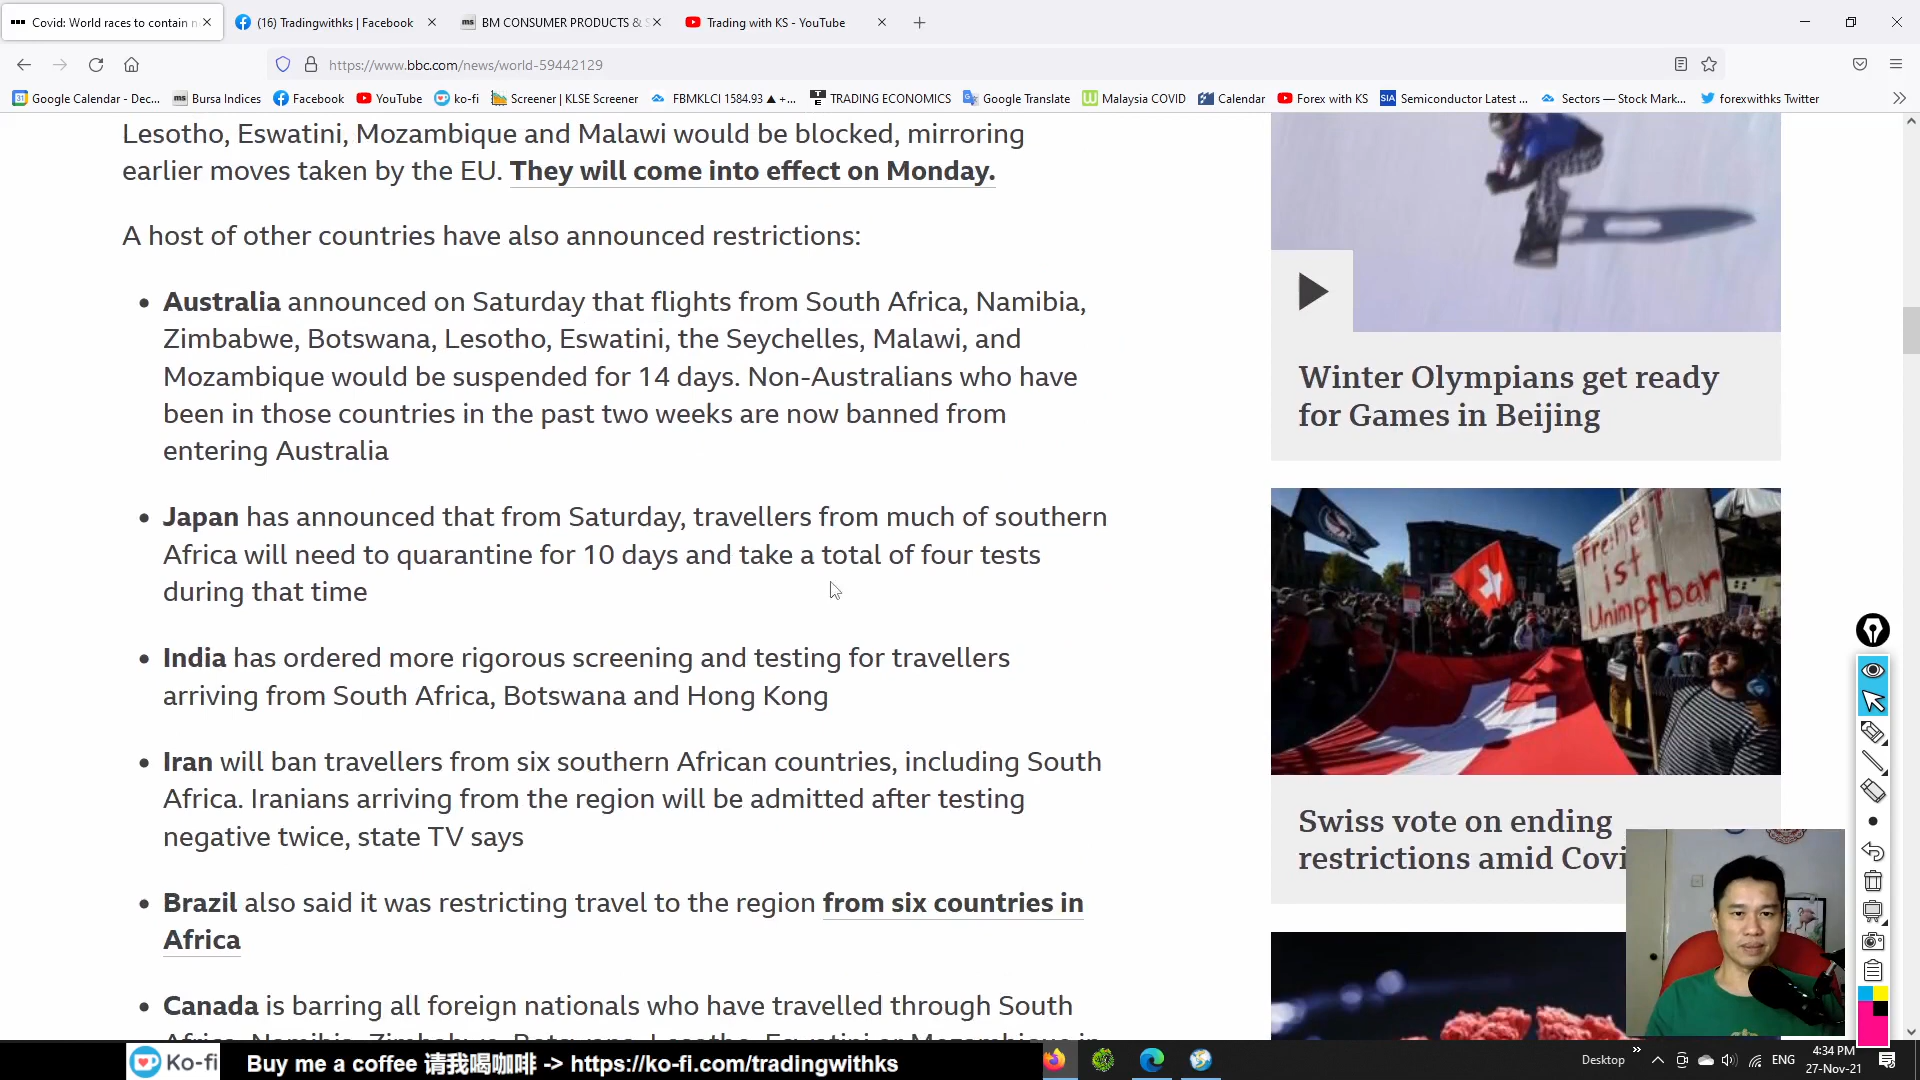 Covid: World races to contain n
(16) Tradingwithks | Facebook
BM CONSUMER PRODUCTS & S
Trading with KS - YouTube
https://www.bbc.com/news/world-59442129
Google Calendar - Dec...
Bursa Indices
Facebook
YouTube
ko-fi
Screener | KLSE Screener
FBMKLCI 1584.93 ▲ +...
TRADING ECONOMICS
Google Translate
Malaysia COVID
Calendar
Forex with KS
SIA
Semiconductor Latest ...
Sectors — Stock Mark...
forexwithks Twitter
Lesotho, Eswatini, Mozambique and Malawi would be blocked, mirroring
earlier moves taken by the EU. They will come into effect on Monday.
A host of other countries have also announced restrictions:
• Australia announced on Saturday that flights from South Africa, Namibia,
Zimbabwe, Botswana, Lesotho, Eswatini, the Seychelles, Malawi, and
Mozambique would be suspended for 14 days. Non-Australians who have
been in those countries in the past two weeks are now banned from
entering Australia
• Japan has announced that from Saturday, travellers from much of southern
Africa will need to quarantine for 10 days and take a total of four tests
during that time
• India has ordered more rigorous screening and testing for travellers
arriving from South Africa, Botswana and Hong Kong
• Iran will ban travellers from six southern African countries, including South
Africa. Iranians arriving from the region will be admitted after testing
negative twice, state TV says
• Brazil also said it was restricting travel to the region from six countries in
Africa
• Canada is barring all foreign nationals who have travelled through South
Winter Olympians get ready
for Games in Beijing
Freiheit
ist
Unimpfbar
Swiss vote on ending
restrictions amid Covi
Ko-fi
Buy me a coffee 请我喝咖啡 -> https://ko-fi.com/tradingwithks
Desktop
ENG
4:34 PM
27-Nov-21